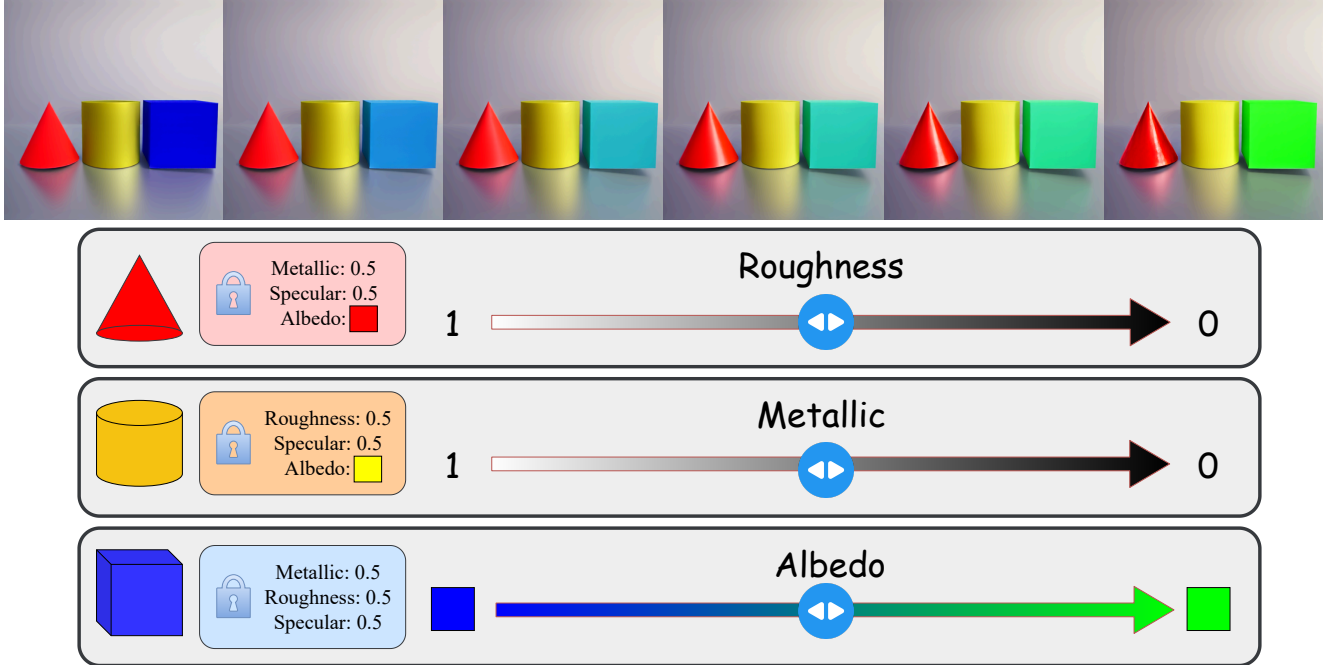 Metallic: 0.5
Specular: 0.5
Albedo:
Roughness
1
0
Roughness: 0.5
Specular: 0.5
Albedo:
Metallic
1
0
Metallic: 0.5
Roughness: 0.5
Specular: 0.5
Albedo